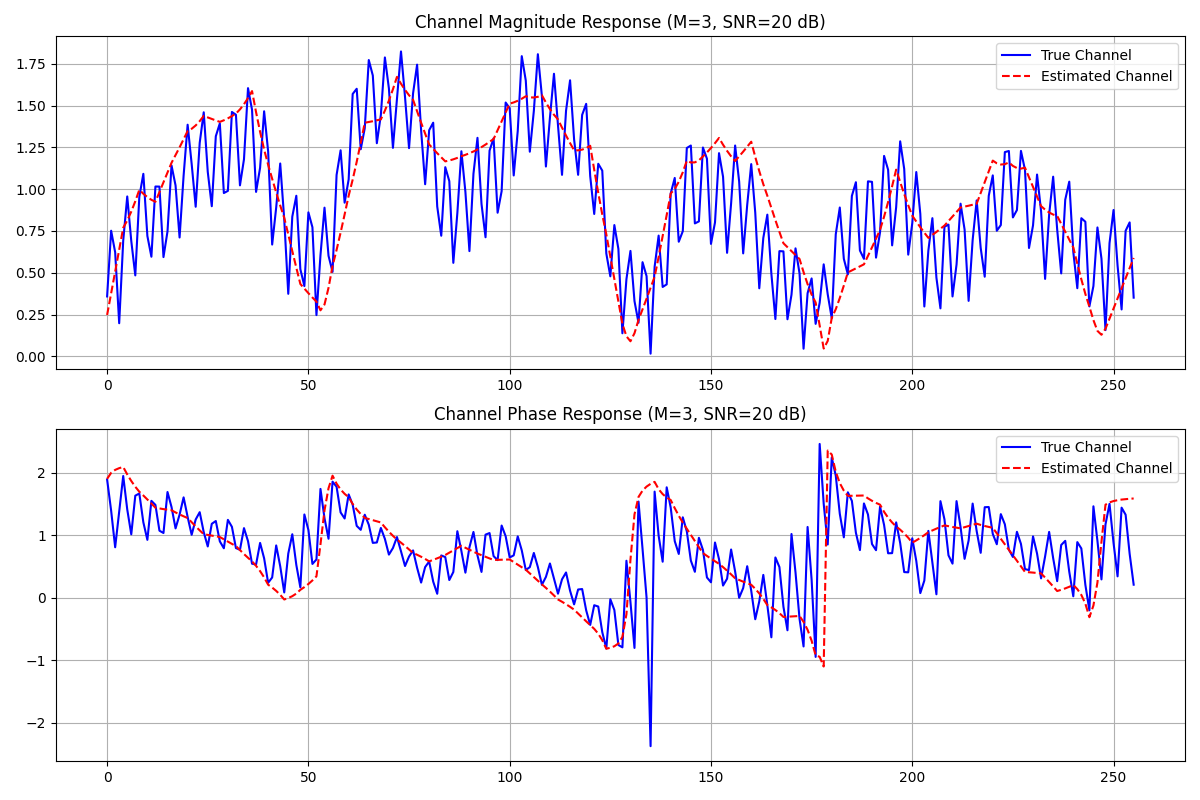 Channel Magnitude Response (M=3, SNR=20 dB)
True Channel
Estimated Channel
1.75
1.50
1.25
1.00
0.75
0.50
0.25
0.00
0 50 100 150 200 250
Channel Phase Response (M=3, SNR=20 dB)
True Channel
Estimated Channel
2
1
0
−1
−2
0 50 100 150 200 250